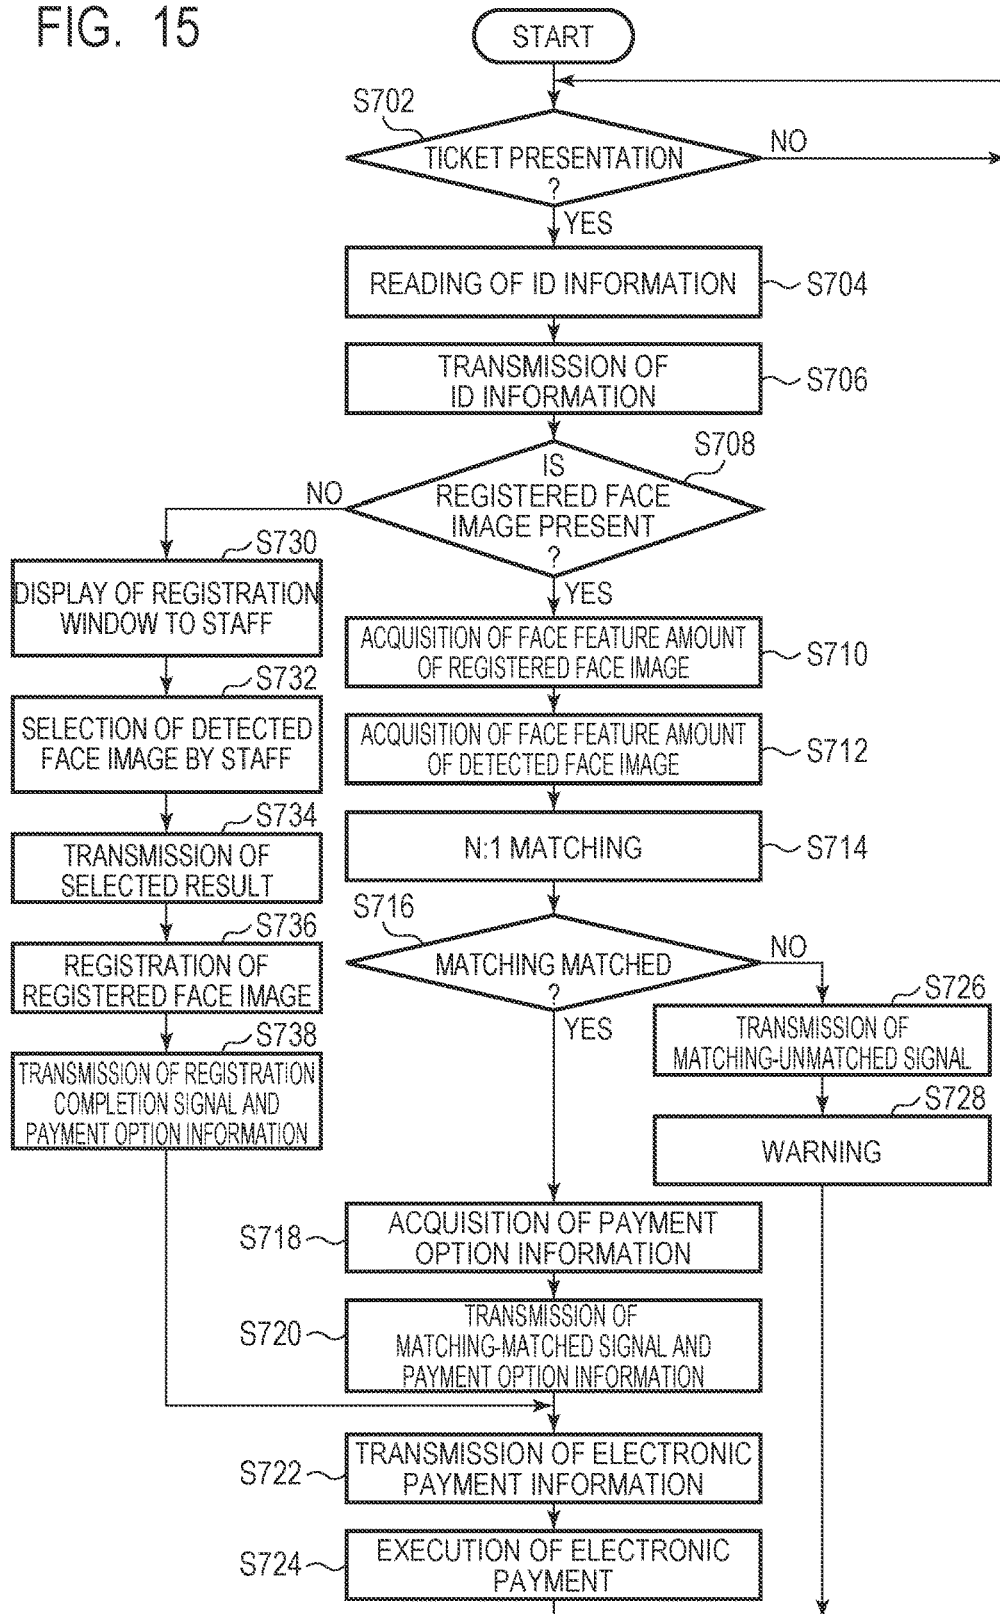 FIG. 15
START
S702
TICKET PRESENTATION
?
NO
YES
READING OF ID INFORMATION
S704
TRANSMISSION OF
ID INFORMATION
S706
S708
IS
REGISTERED FACE
IMAGE PRESENT
?
NO
YES
S730
DISPLAY OF REGISTRATION
WINDOW TO STAFF
ACQUISITION OF FACE FEATURE AMOUNT
OF REGISTERED FACE IMAGE
S710
S732
SELECTION OF DETECTED
FACE IMAGE BY STAFF
ACQUISITION OF FACE FEATURE AMOUNT
OF DETECTED FACE IMAGE
S712
S734
TRANSMISSION OF
SELECTED RESULT
N:1 MATCHING
S714
S736
REGISTRATION OF
REGISTERED FACE IMAGE
S716
MATCHING MATCHED
?
NO
YES
S738
TRANSMISSION OF REGISTRATION
COMPLETION SIGNAL AND
PAYMENT OPTION INFORMATION
S726
TRANSMISSION OF
MATCHING-UNMATCHED SIGNAL
S728
WARNING
S718
ACQUISITION OF PAYMENT
OPTION INFORMATION
S720
TRANSMISSION OF
MATCHING-MATCHED SIGNAL AND
PAYMENT OPTION INFORMATION
S722
TRANSMISSION OF ELECTRONIC
PAYMENT INFORMATION
S724
EXECUTION OF ELECTRONIC
PAYMENT